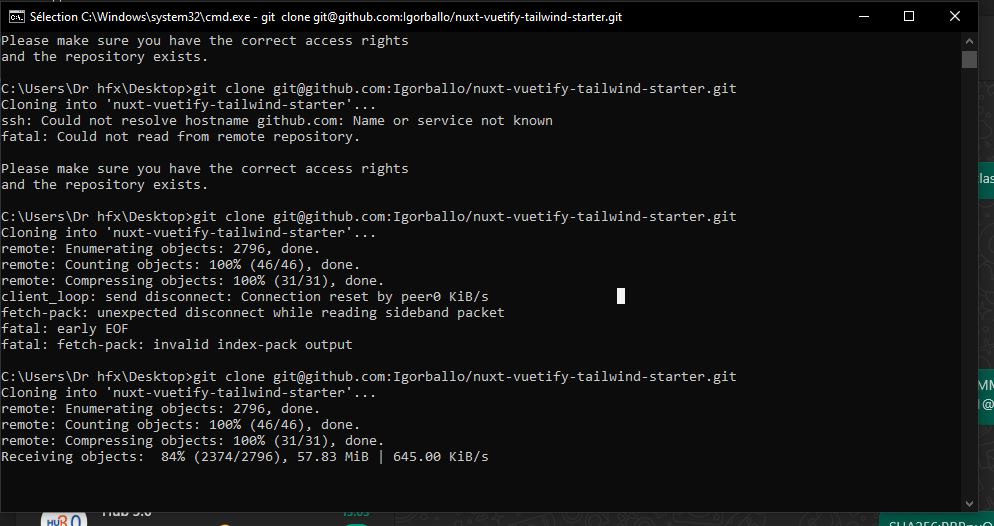 Sélection C:\Windows\system32\cmd.exe - git  clone git@github.com:Igorballo/nuxt-vuetify-tailwind-starter.git
Please make sure you have the correct access rights
and the repository exists.
C:\Users\Dr hfx\Desktop>git clone git@github.com:Igorballo/nuxt-vuetify-tailwind-starter.git
Cloning into 'nuxt-vuetify-tailwind-starter'...
ssh: Could not resolve hostname github.com: Name or service not known
fatal: Could not read from remote repository.
Please make sure you have the correct access rights
and the repository exists.
C:\Users\Dr hfx\Desktop>git clone git@github.com:Igorballo/nuxt-vuetify-tailwind-starter.git
Cloning into 'nuxt-vuetify-tailwind-starter'...
remote: Enumerating objects: 2796, done.
remote: Counting objects: 100% (46/46), done.
remote: Compressing objects: 100% (31/31), done.
client_loop: send disconnect: Connection reset by peer0 KiB/s
fetch-pack: unexpected disconnect while reading sideband packet
fatal: early EOF
fatal: fetch-pack: invalid index-pack output
C:\Users\Dr hfx\Desktop>git clone git@github.com:Igorballo/nuxt-vuetify-tailwind-starter.git
Cloning into 'nuxt-vuetify-tailwind-starter'...
remote: Enumerating objects: 2796, done.
remote: Counting objects: 100% (46/46), done.
remote: Compressing objects: 100% (31/31), done.
Receiving objects:  84% (2374/2796), 57.83 MiB | 645.00 KiB/s